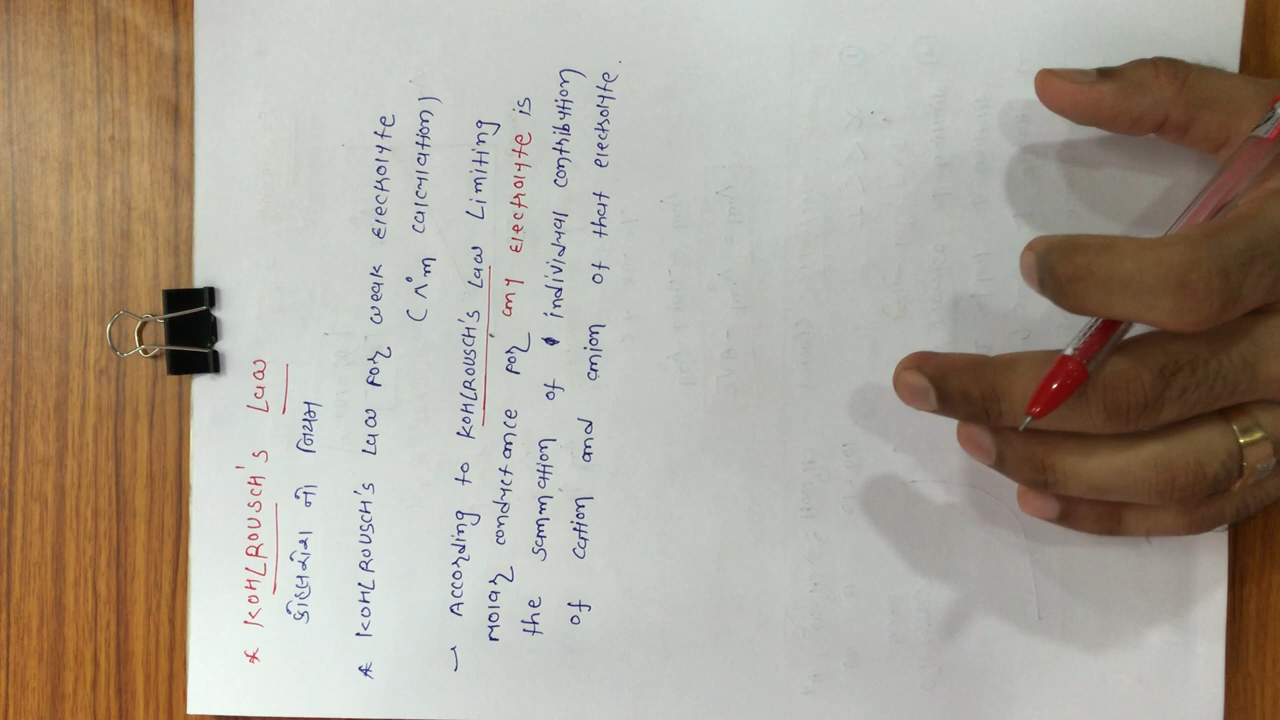 * KOHLROUSCH'S Law
કોહલરોશ નો નિયમ
* KOHLROUSCH'S Law for weak electrolyte
(Λ°m calculation)
→ According to KOHLROUSCH'S Law Limiting
molar conductance for any electrolyte is
the summation of individual contribution
of cation and anion of that electrolyte.